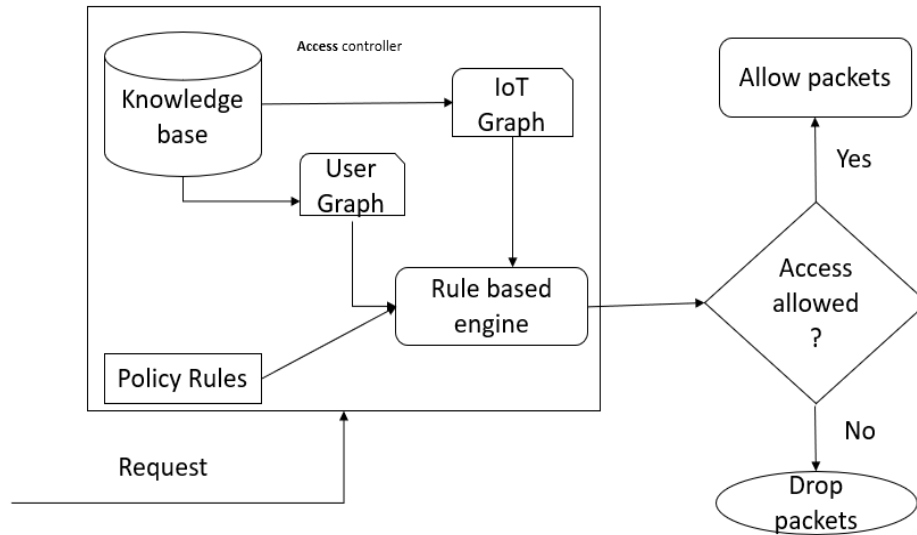 Access controller
Knowledge
base
IoT
Graph
User
Graph
Rule based
engine
Policy Rules
Request
Allow packets
Yes
Access
allowed
?
No
Drop
packets